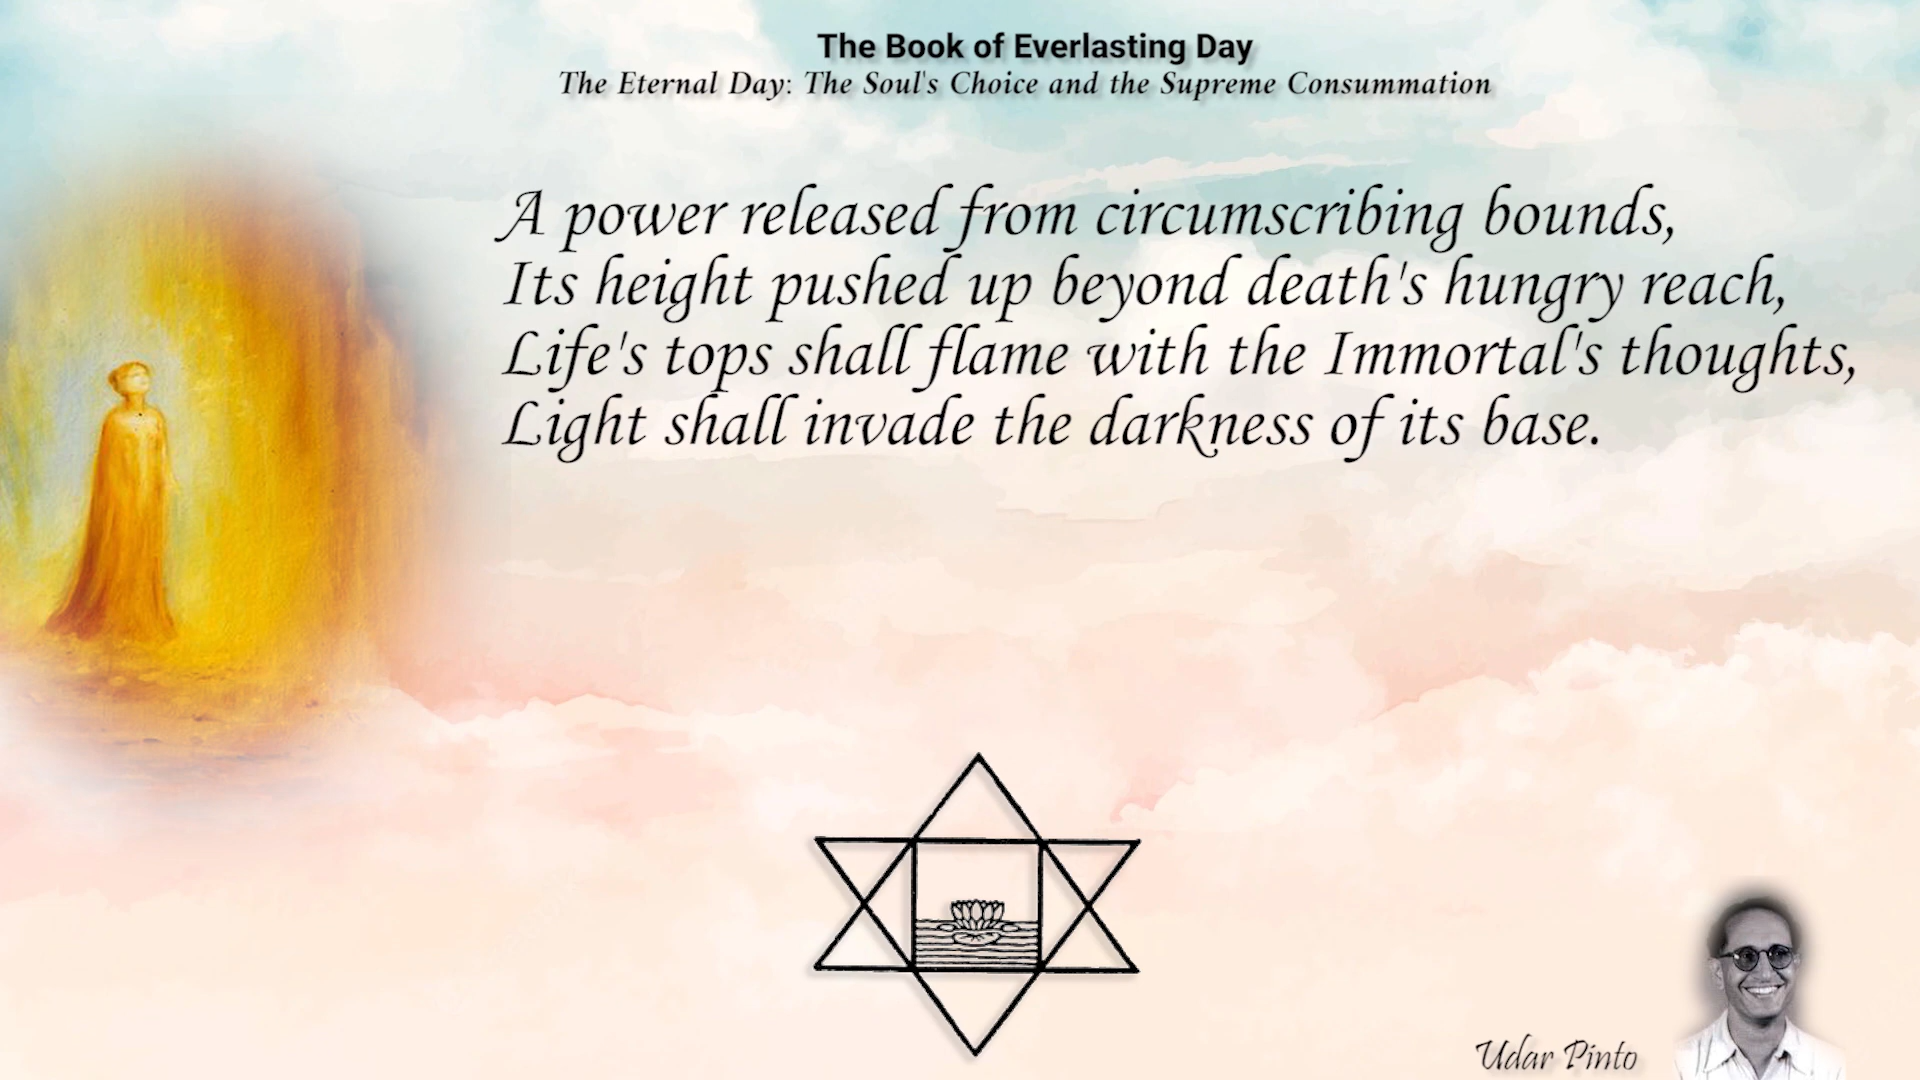 The Book of Everlasting Day
The Eternal Day: The Soul's Choice and the Supreme Consummation
A power released from circumscribing bounds,
Its height pushed up beyond death's hungry reach,
Life's tops shall flame with the Immortal's thoughts,
Light shall invade the darkness of its base.
Udar Pinto